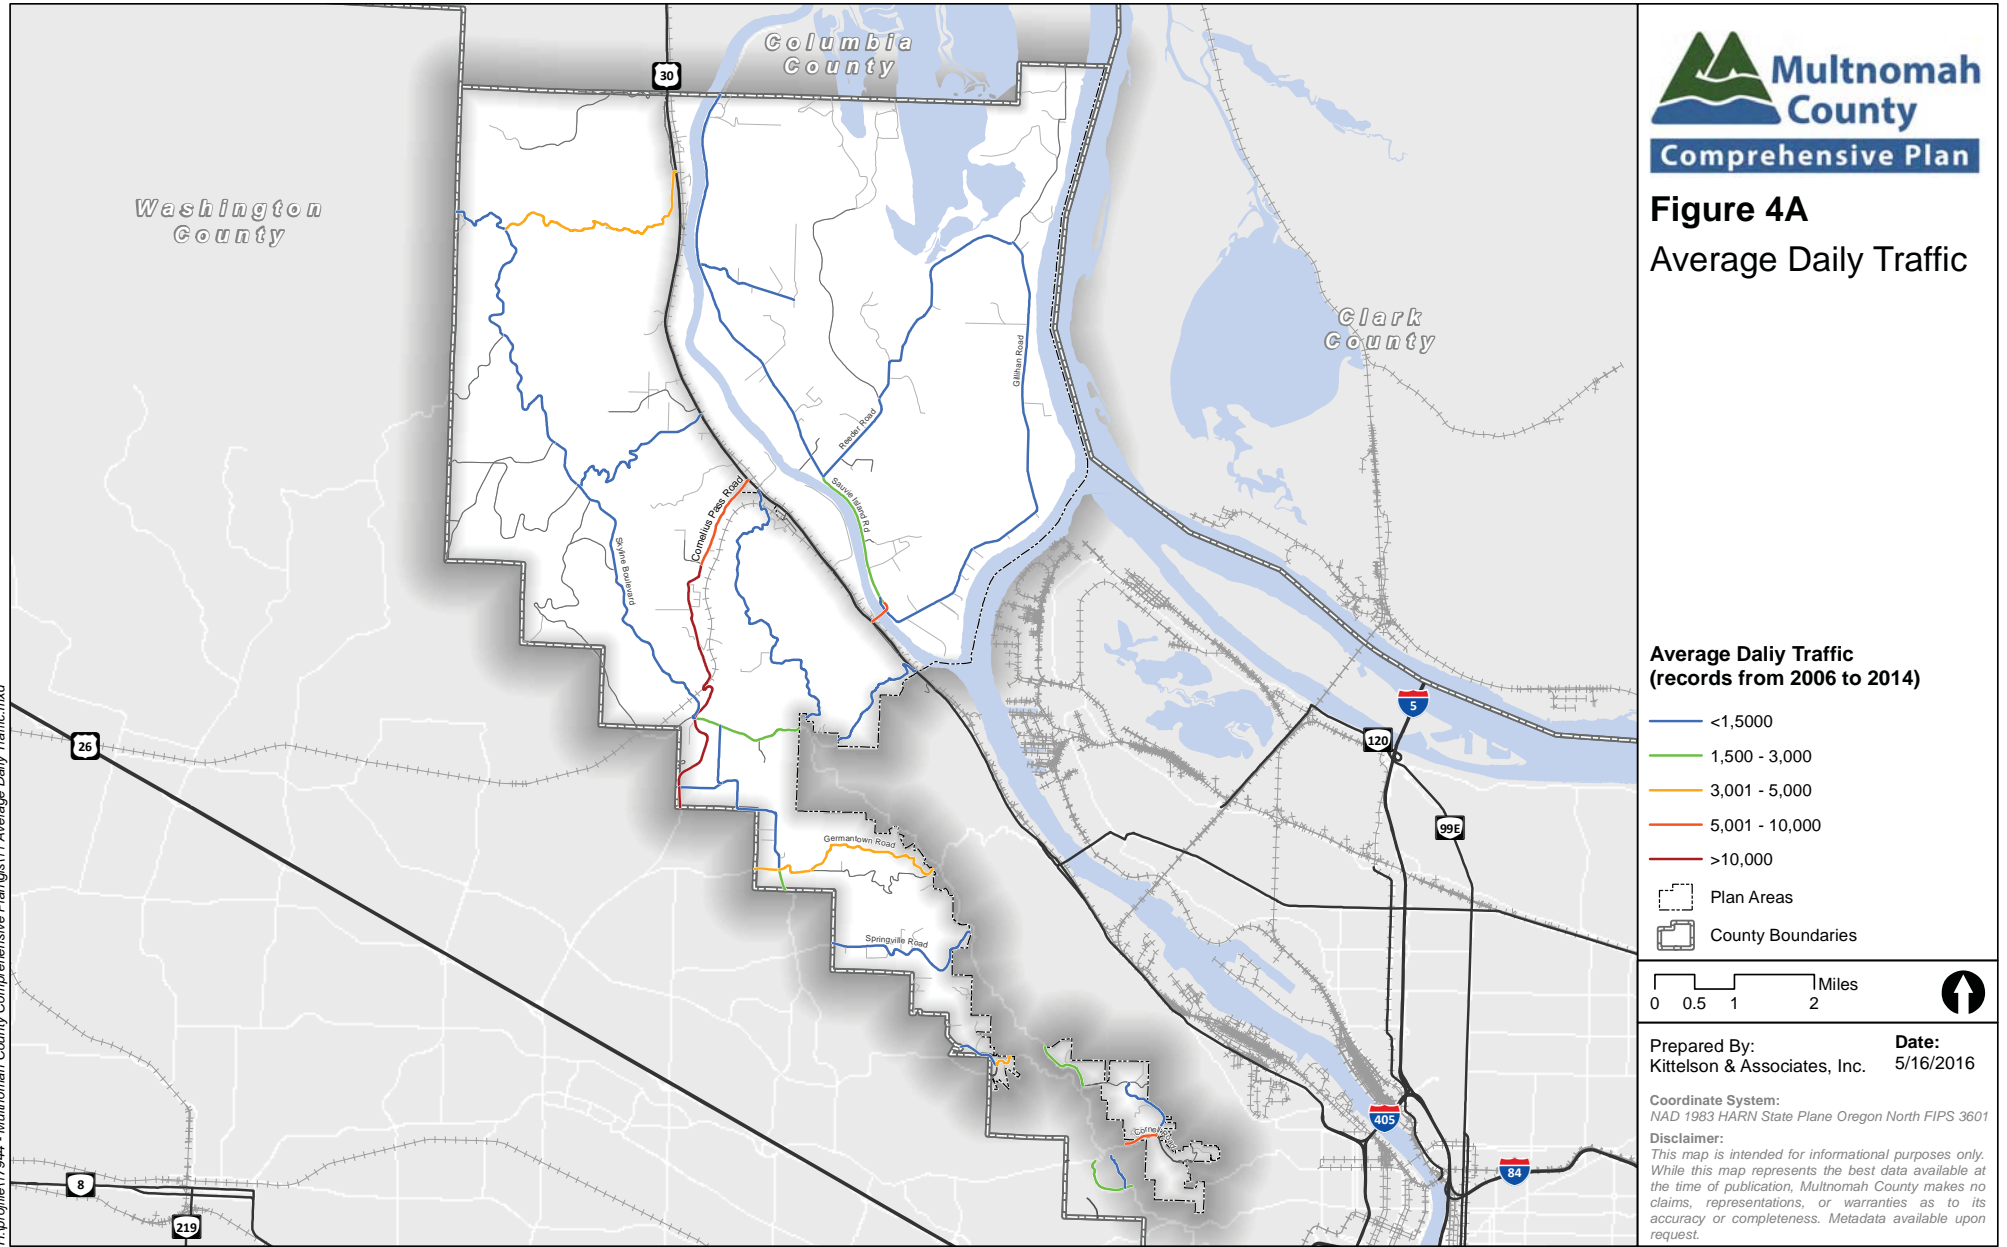 Columbia
County
30
Washington
County
Clark
County
Gillihan Road
Reeder Road
Sauvie Island Rd
Cornelius Pass Road
Skyline Boulevard
26
5
120
99E
Germantown Road
Springville Road
405
84
8
219
Multnomah
County
Comprehensive Plan
Figure 4A
Average Daily Traffic
Average Daliy Traffic
(records from 2006 to 2014)
<1,5000
1,500 - 3,000
3,001 - 5,000
5,001 - 10,000
>10,000
Plan Areas
County Boundaries
0 0.5 1 2 Miles
Prepared By:
Kittelson & Associates, Inc.
Date:
5/16/2016
Coordinate System:
NAD 1983 HARN State Plane Oregon North FIPS 3601
Disclaimer:
This map is intended for informational purposes only.
While this map represents the best data available at
the time of publication, Multnomah County makes no
claims, representations, or warranties as to its
accuracy or completeness. Metadata available upon
request.